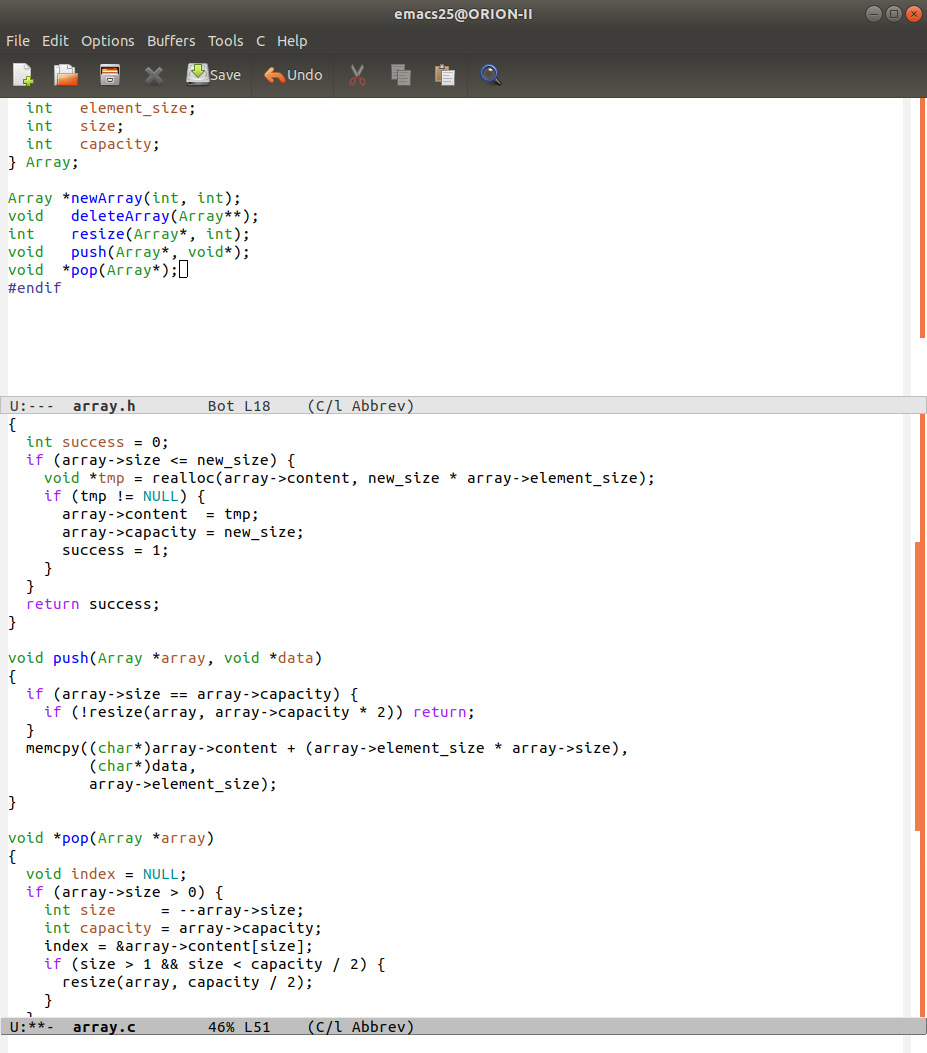 emacs25@ORION-II
File Edit Options Buffers Tools C Help
Save Undo
  int   element_size;
  int   size;
  int   capacity;
} Array;

Array *newArray(int, int);
void   deleteArray(Array**);
int    resize(Array*, int);
void   push(Array*, void*);
void  *pop(Array*);
#endif
U:---  array.h        Bot L18    (C/l Abbrev)
{
  int success = 0;
  if (array->size <= new_size) {
    void *tmp = realloc(array->content, new_size * array->element_size);
    if (tmp != NULL) {
      array->content  = tmp;
      array->capacity = new_size;
      success = 1;
    }
  }
  return success;
}

void push(Array *array, void *data)
{
  if (array->size == array->capacity) {
    if (!resize(array, array->capacity * 2)) return;
  }
  memcpy((char*)array->content + (array->element_size * array->size),
         (char*)data,
         array->element_size);
}

void *pop(Array *array)
{
  void index = NULL;
  if (array->size > 0) {
    int size     = --array->size;
    int capacity = array->capacity;
    index = &array->content[size];
    if (size > 1 && size < capacity / 2) {
      resize(array, capacity / 2);
    }
  }
U:**-  array.c        46% L51    (C/l Abbrev)